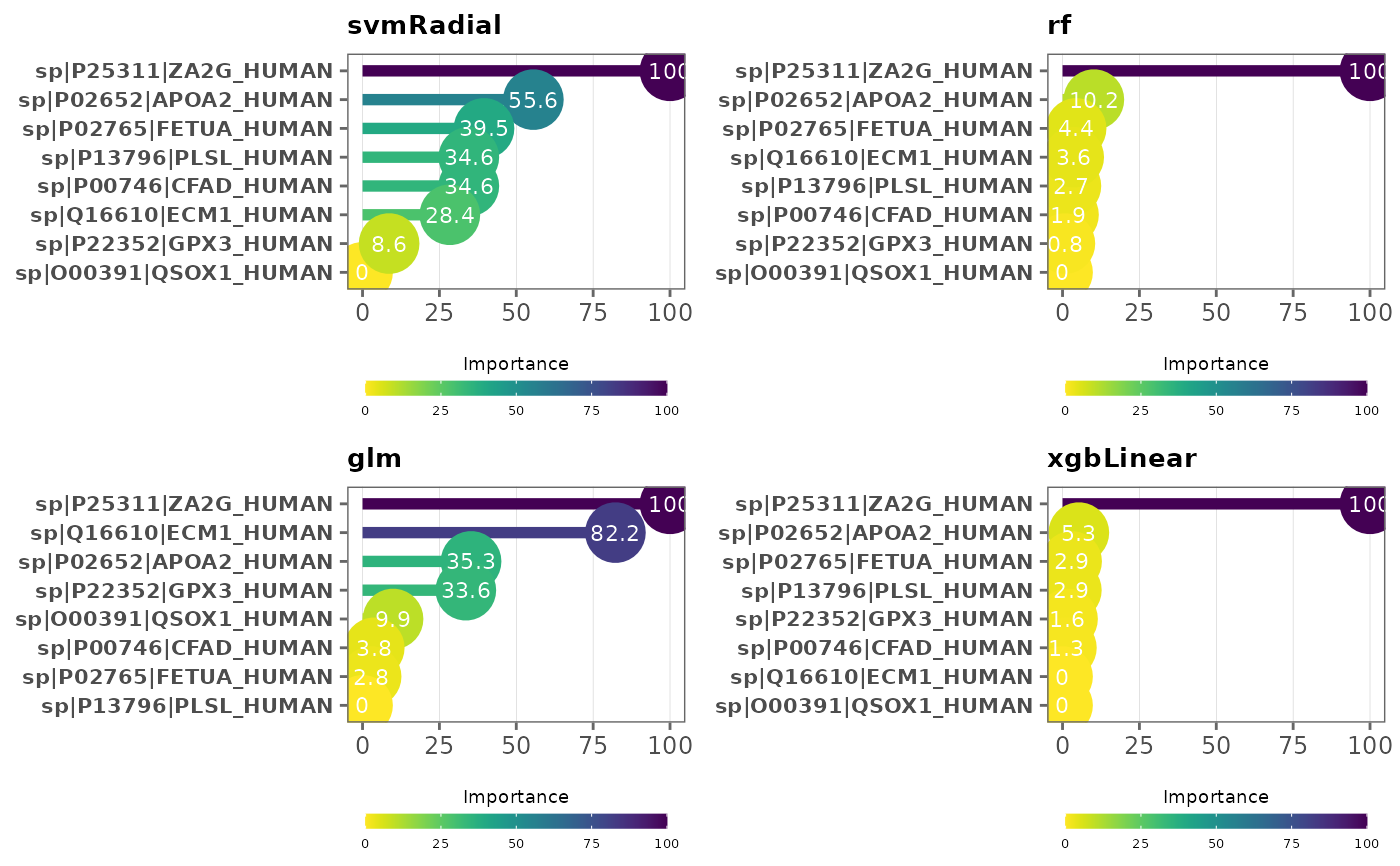 svmRadial
sp|P25311|ZA2G_HUMAN 100
sp|P02652|APOA2_HUMAN 55.6
sp|P02765|FETUA_HUMAN 39.5
sp|P13796|PLSL_HUMAN 34.6
sp|P00746|CFAD_HUMAN 34.6
sp|Q16610|ECM1_HUMAN 28.4
sp|P22352|GPX3_HUMAN 8.6
sp|O00391|QSOX1_HUMAN 0
0 25 50 75 100
Importance
0 25 50 75 100
rf
sp|P25311|ZA2G_HUMAN 100
sp|P02652|APOA2_HUMAN 10.2
sp|P02765|FETUA_HUMAN 4.4
sp|Q16610|ECM1_HUMAN 3.6
sp|P13796|PLSL_HUMAN 2.7
sp|P00746|CFAD_HUMAN 1.9
sp|P22352|GPX3_HUMAN 0.8
sp|O00391|QSOX1_HUMAN 0
0 25 50 75 100
Importance
0 25 50 75 100
glm
sp|P25311|ZA2G_HUMAN 100
sp|Q16610|ECM1_HUMAN 82.2
sp|P02652|APOA2_HUMAN 35.3
sp|P22352|GPX3_HUMAN 33.6
sp|O00391|QSOX1_HUMAN 9.9
sp|P00746|CFAD_HUMAN 3.8
sp|P02765|FETUA_HUMAN 2.8
sp|P13796|PLSL_HUMAN 0
0 25 50 75 100
Importance
0 25 50 75 100
xgbLinear
sp|P25311|ZA2G_HUMAN 100
sp|P02652|APOA2_HUMAN 5.3
sp|P02765|FETUA_HUMAN 2.9
sp|P13796|PLSL_HUMAN 2.9
sp|P22352|GPX3_HUMAN 1.6
sp|P00746|CFAD_HUMAN 1.3
sp|Q16610|ECM1_HUMAN 0
sp|O00391|QSOX1_HUMAN 0
0 25 50 75 100
Importance
0 25 50 75 100